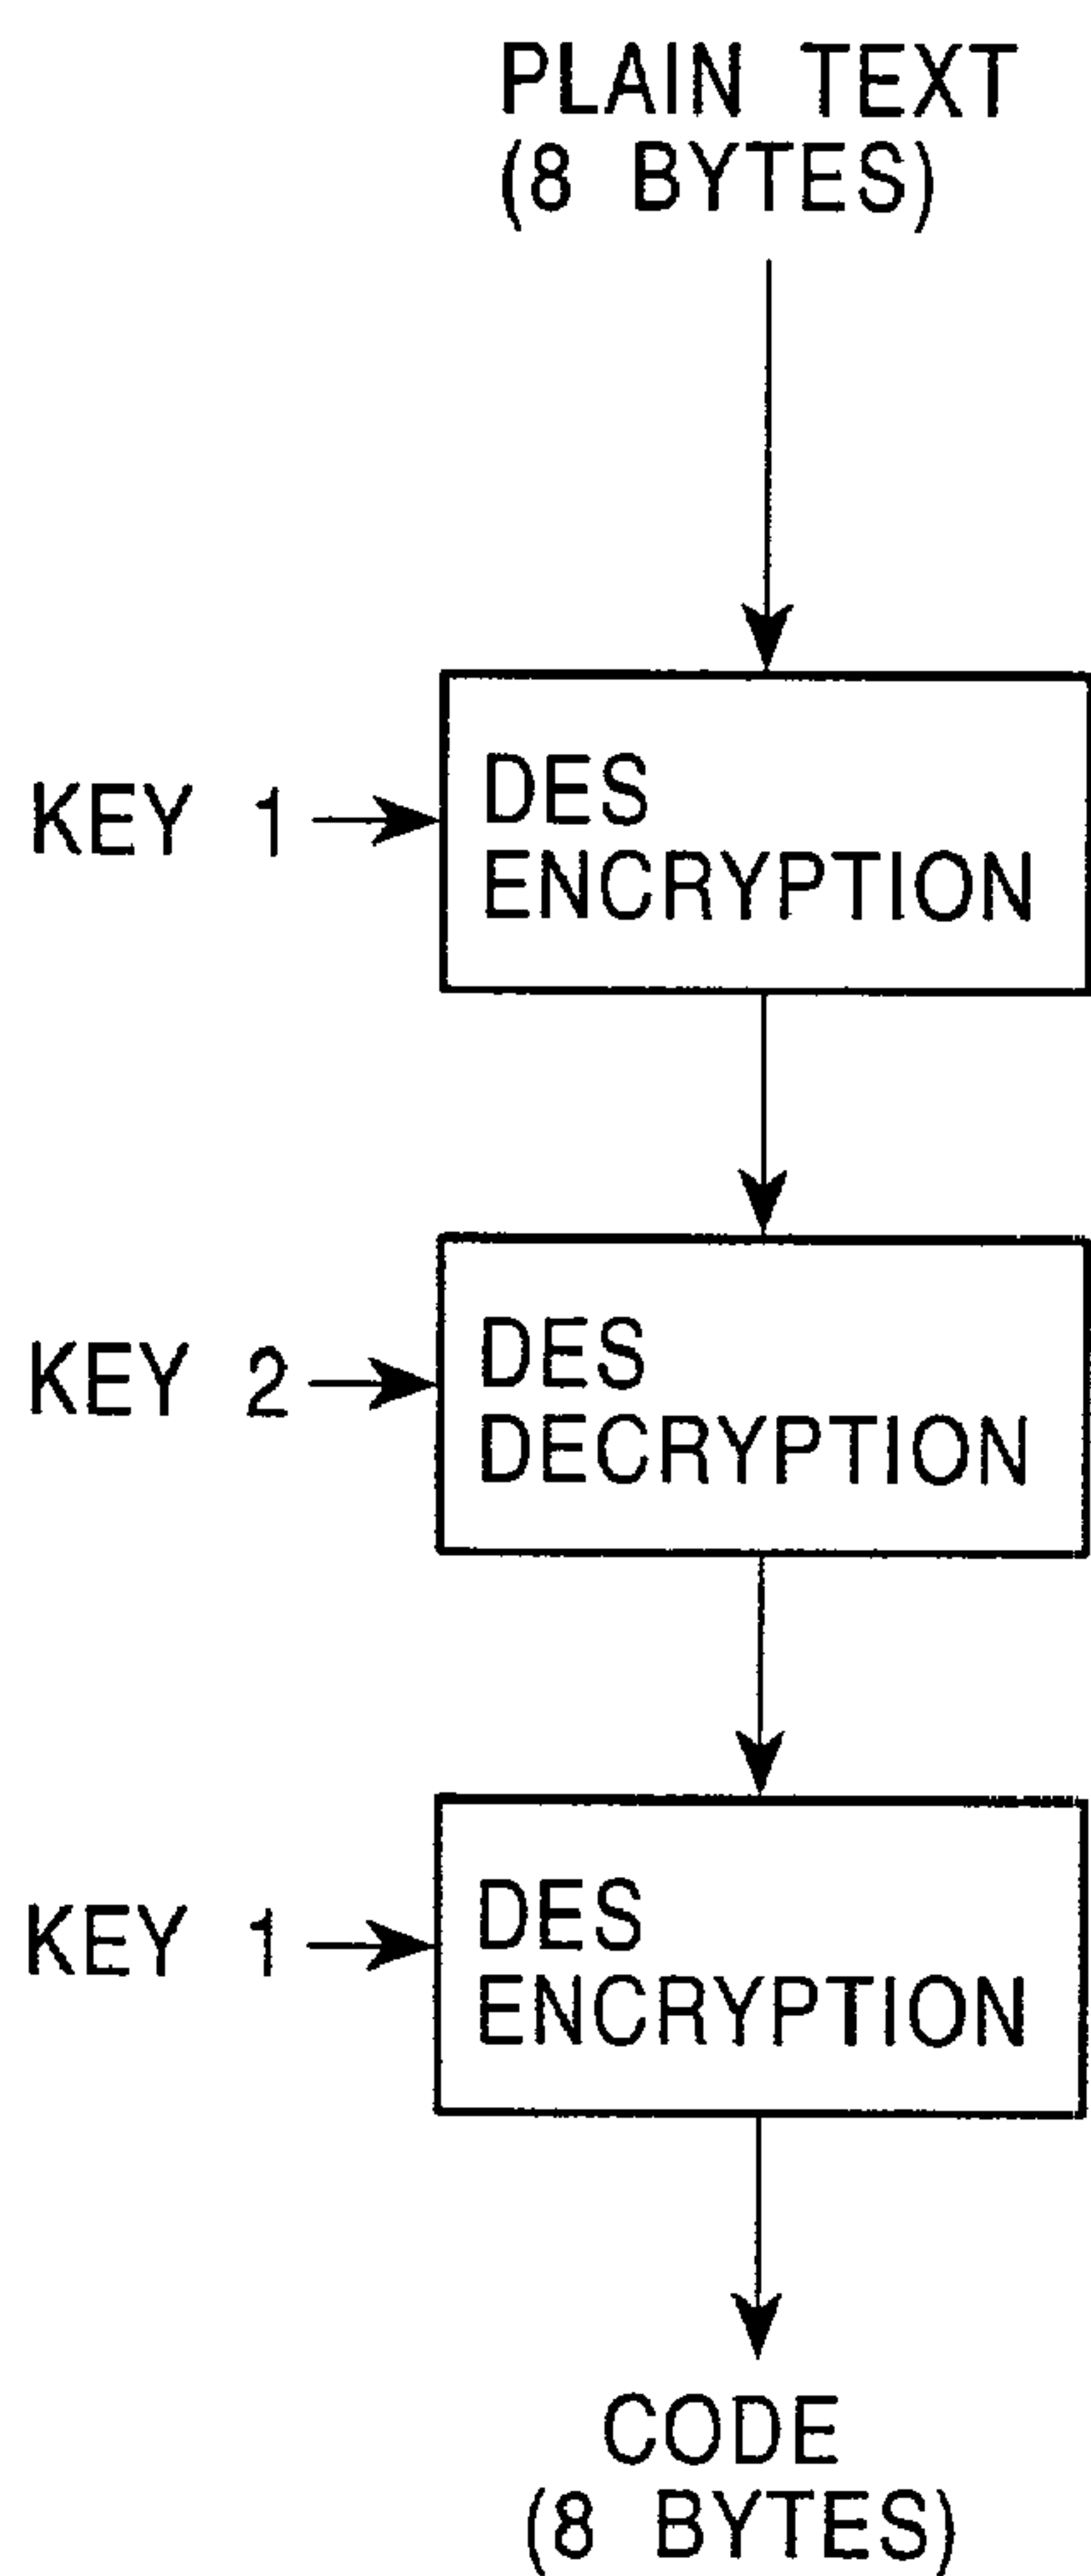 PLAIN TEXT
(8 BYTES)
KEY 1
DES
ENCRYPTION
KEY 2
DES
DECRYPTION
KEY 1
DES
ENCRYPTION
CODE
(8 BYTES)